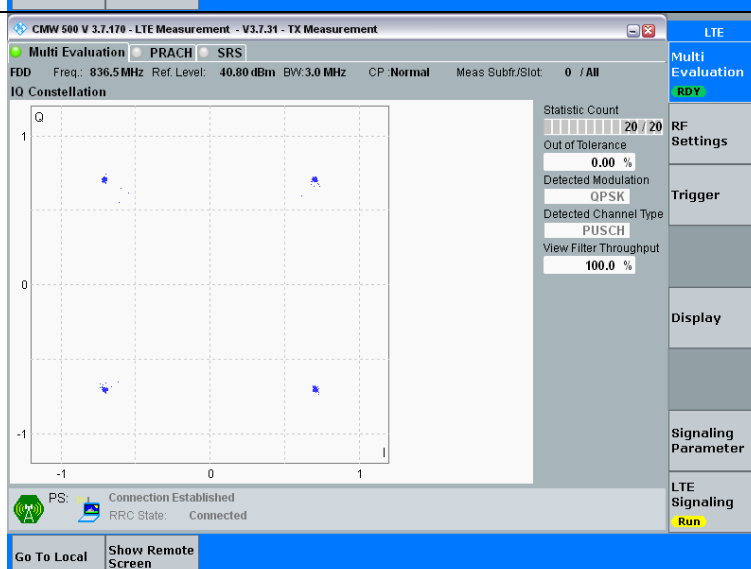 CMW 500 V 3.7.170 - LTE Measurement - V3.7.31 - TX Measurement
LTE
Multi Evaluation PRACH SRS
Multi
Evaluation
RDY
FDD Freq.: 836.5 MHz Ref. Level: 40.80 dBm BW: 3.0 MHz CP :Normal Meas Subfr./Slot: 0 / All
IQ Constellation
Q
1
0
-1
I
-1 0 1
Statistic Count
20 / 20
Out of Tolerance
0.00 %
Detected Modulation
QPSK
Detected Channel Type
PUSCH
View Filter Throughput
100.0 %
RF
Settings
Trigger
Display
Signaling
Parameter
LTE
Signaling
Run
PS: Connection Established
RRC State: Connected
Go To Local
Show Remote
Screen